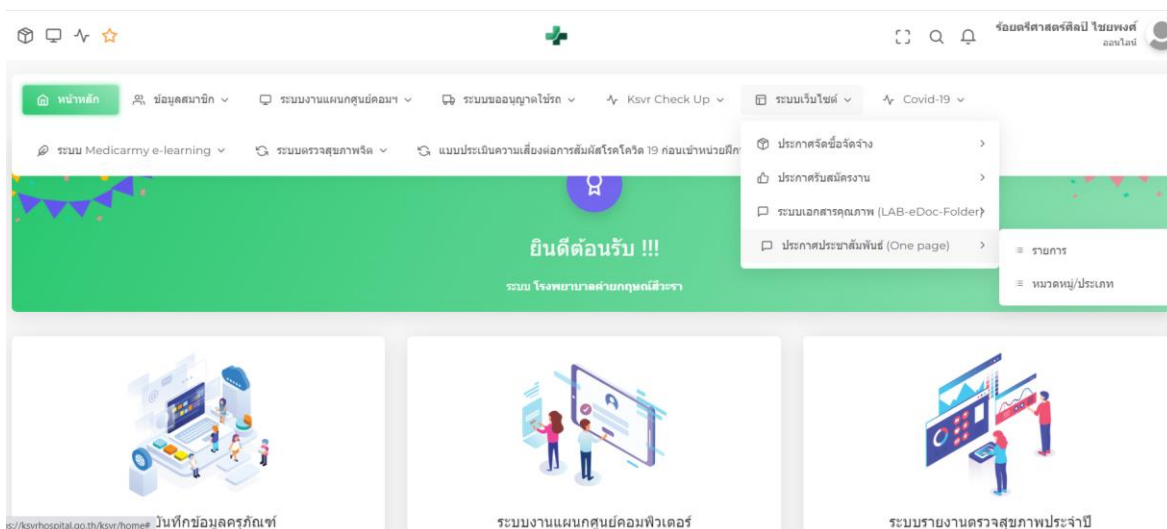 ร้อยตรีศาสตร์ศิลป์ ไชยพงศ์
ออนไลน์
หน้าหลัก
ข้อมูลสมาชิก
ระบบงานแผนกศูนย์คอมฯ
ระบบขออนุญาตใช้รถ
Ksvr Check Up
ระบบเว็บไซต์
Covid-19
ระบบ Medicarmy e-learning
ระบบตรวจสุขภาพจิต
แบบประเมินความเสี่ยงต่อการสัมผัสโรคโควิด 19 ก่อนเข้าหน่วยฝึก
ประกาศจัดซื้อจัดจ้าง
ประกาศรับสมัครงาน
ระบบเอกสารคุณภาพ (LAB-eDoc-Folder)
ประกาศประชาสัมพันธ์ (One page)
รายการ
หมวดหมู่/ประเภท
ยินดีต้อนรับ !!!
ระบบ โรงพยาบาลค่ายกฤษณ์สีวะรา
บันทึกข้อมูลครุภัณฑ์
ระบบงานแผนกศูนย์คอมพิวเตอร์
ระบบรายงานตรวจสุขภาพประจำปี
ps://ksvrhospital.go.th/ksvr/home#